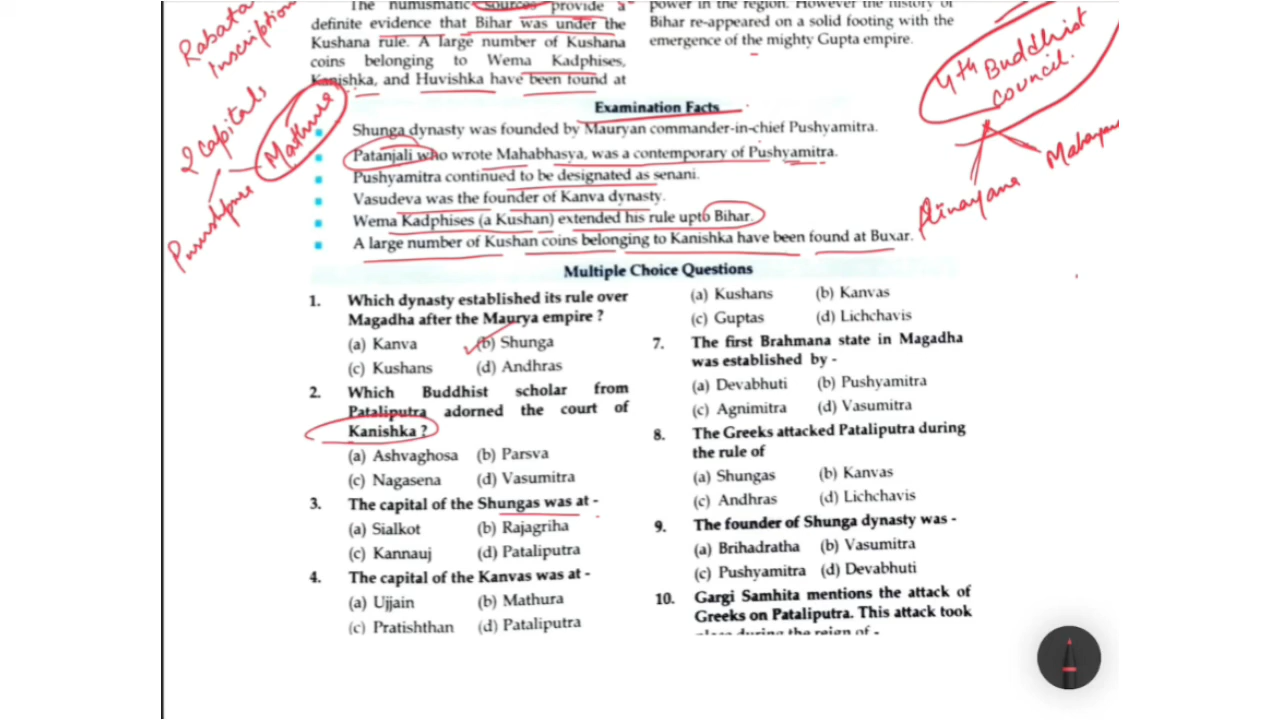 The numismatic sources provide a
definite evidence that Bihar was under the
Kushana rule. A large number of Kushana
coins belonging to Wema Kadphises,
Kanishka, and Huvishka have been found at
power in the region. However the history of
Bihar re-appeared on a solid footing with the
emergence of the mighty Gupta empire.
Rabata
Inscription
2 Capitals
Mathura
4th Buddhist
council.
Mahayan
Examination Facts
Shunga dynasty was founded by Mauryan commander-in-chief Pushyamitra.
Patanjali who wrote Mahabhasya, was a contemporary of Pushyamitra.
Pushyamitra continued to be designated as senani.
Vasudeva was the founder of Kanva dynasty.
Wema Kadphises (a Kushan) extended his rule upto Bihar.
A large number of Kushan coins belonging to Kanishka have been found at Buxar.
Multiple Choice Questions
1. Which dynasty established its rule over
Magadha after the Maurya empire ?
(a) Kanva (b) Shunga
(c) Kushans (d) Andhras
2. Which Buddhist scholar from
Pataliputra adorned the court of
Kanishka ?
(a) Ashvaghosa (b) Parsva
(c) Nagasena (d) Vasumitra
3. The capital of the Shungas was at -
(a) Sialkot (b) Rajagriha
(c) Kannauj (d) Pataliputra
4. The capital of the Kanvas was at -
(a) Ujjain (b) Mathura
(c) Pratishthan (d) Pataliputra
(a) Kushans (b) Kanvas
(c) Guptas (d) Lichchavis
7. The first Brahmana state in Magadha
was established by -
(a) Devabhuti (b) Pushyamitra
(c) Agnimitra (d) Vasumitra
8. The Greeks attacked Pataliputra during
the rule of
(a) Shungas (b) Kanvas
(c) Andhras (d) Lichchavis
9. The founder of Shunga dynasty was -
(a) Brihadratha (b) Vasumitra
(c) Pushyamitra (d) Devabhuti
10. Gargi Samhita mentions the attack of
Greeks on Pataliputra. This attack took
place during the reign of -